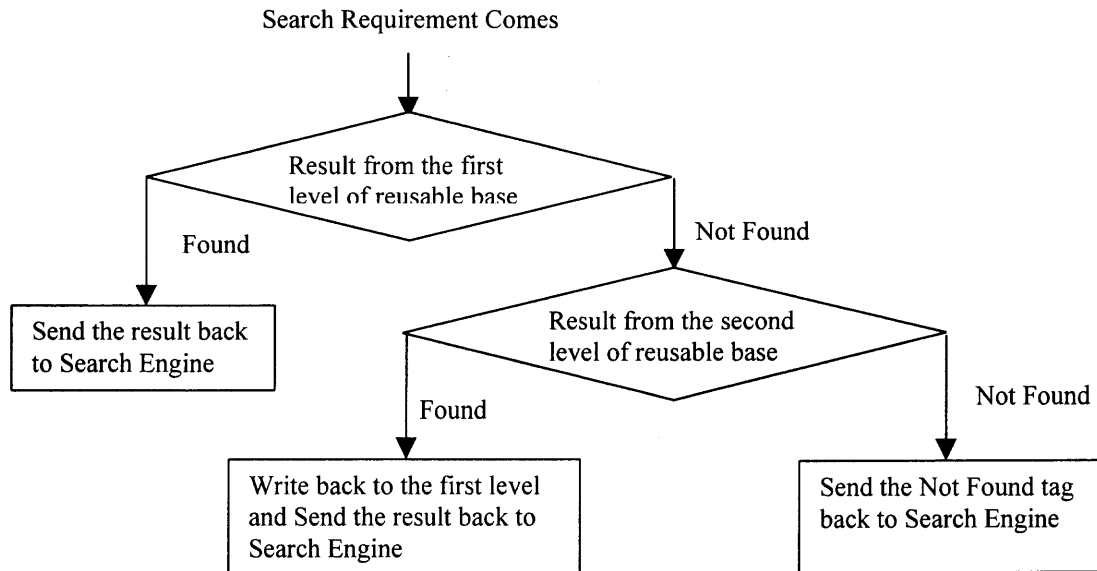 Search Requirement Comes
Result from the first
level of reusable base
Found
Not Found
Send the result back
to Search Engine
Result from the second
level of reusable base
Found
Not Found
Write back to the first level
and Send the result back to
Search Engine
Send the Not Found tag
back to Search Engine